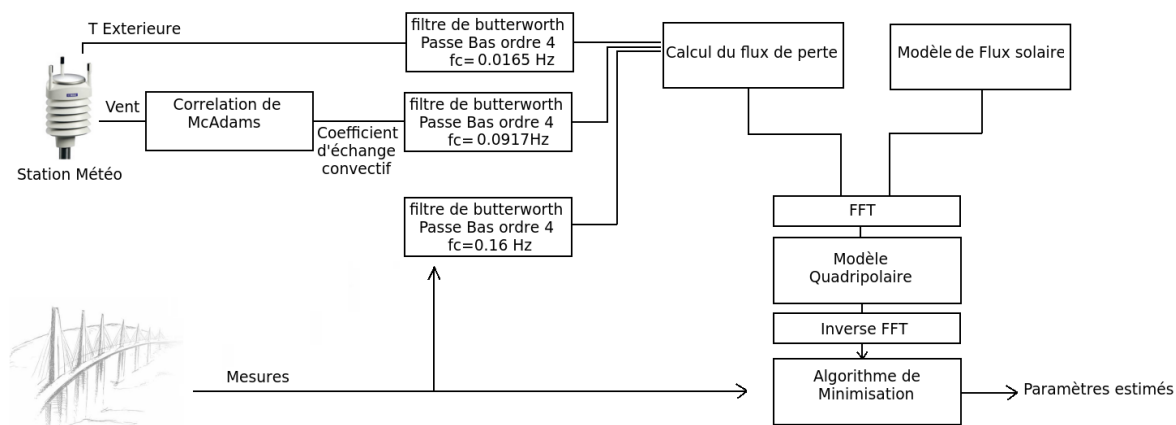 T Exterieure
filtre de butterworth
Passe Bas ordre 4
fc= 0.0165 Hz
Calcul du flux de perte
Modèle de Flux solaire
Vent
Correlation de
McAdams
Coefficient
d'échange
convectif
filtre de butterworth
Passe Bas ordre 4
fc= 0.0917Hz
Station Météo
filtre de butterworth
Passe Bas ordre 4
fc=0.16 Hz
FFT
Modèle
Quadripolaire
Inverse FFT
Mesures
Algorithme de
Minimisation
Paramètres estimés